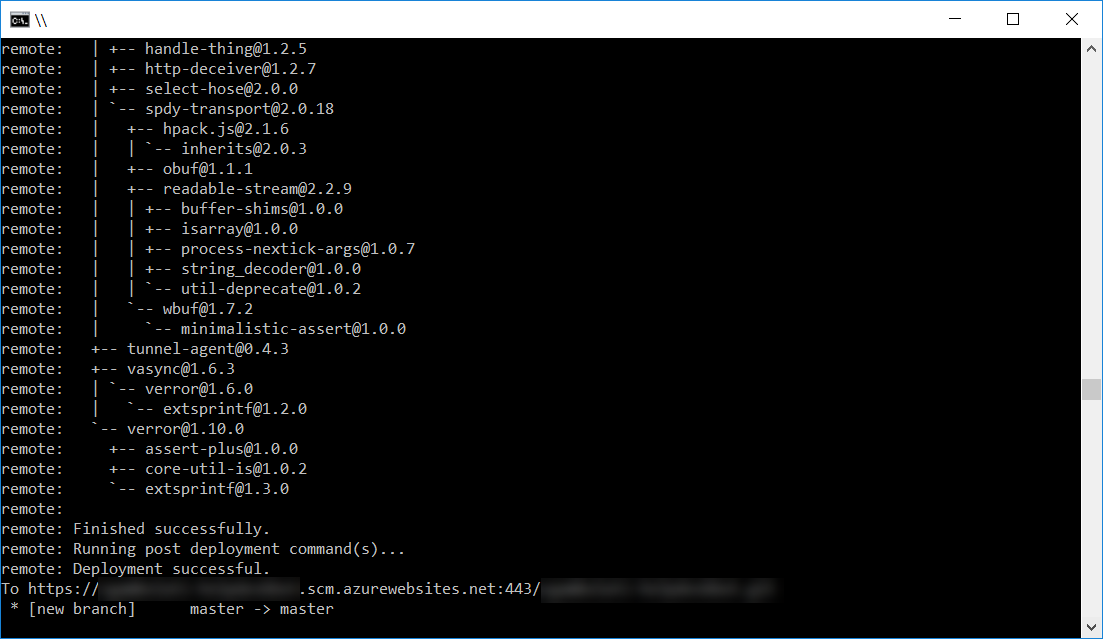 \\
remote:   | +-- handle-thing@1.2.5
remote:   | +-- http-deceiver@1.2.7
remote:   | +-- select-hose@2.0.0
remote:   | `-- spdy-transport@2.0.18
remote:   |   +-- hpack.js@2.1.6
remote:   |   | `-- inherits@2.0.3
remote:   |   +-- obuf@1.1.1
remote:   |   +-- readable-stream@2.2.9
remote:   |   | +-- buffer-shims@1.0.0
remote:   |   | +-- isarray@1.0.0
remote:   |   | +-- process-nextick-args@1.0.7
remote:   |   | +-- string_decoder@1.0.0
remote:   |   | `-- util-deprecate@1.0.2
remote:   |   `-- wbuf@1.7.2
remote:   |     `-- minimalistic-assert@1.0.0
remote:   +-- tunnel-agent@0.4.3
remote:   +-- vasync@1.6.3
remote:   | `-- verror@1.6.0
remote:   |   `-- extsprintf@1.2.0
remote:   `-- verror@1.10.0
remote:     +-- assert-plus@1.0.0
remote:     +-- core-util-is@1.0.2
remote:     `-- extsprintf@1.3.0
remote:
remote: Finished successfully.
remote: Running post deployment command(s)...
remote: Deployment successful.
To https://.scm.azurewebsites.net:443/
 * [new branch]      master -> master